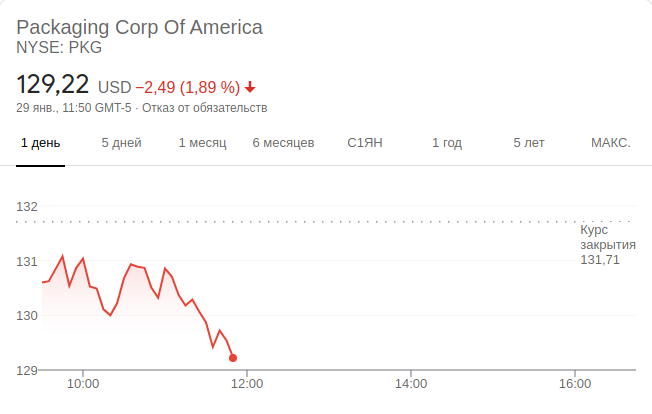 Packaging Corp Of America
NYSE: PKG
129,22 USD −2,49 (1,89 %)
29 янв., 11:50 GMT-5 · Отказ от обязательств
1 день 5 дней 1 месяц 6 месяцев С1ЯН 1 год 5 лет МАКС.
132
Курс
закрытия
131,71
131
130
129
10:00 12:00 14:00 16:00